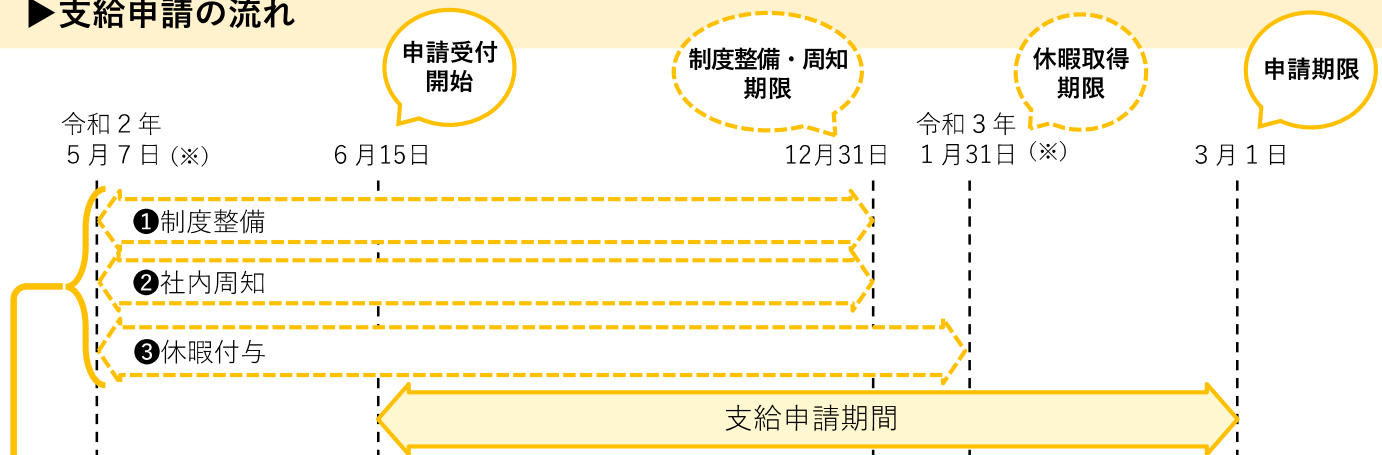 ▶支給申請の流れ
申請受付
開始
制度整備・周知
期限
休暇取得
期限
申請期限
令和２年
５月７日（※）
６月15日
12月31日
令和３年
１月31日（※）
３月１日
❶制度整備
❷社内周知
❸休暇付与
支給申請期間